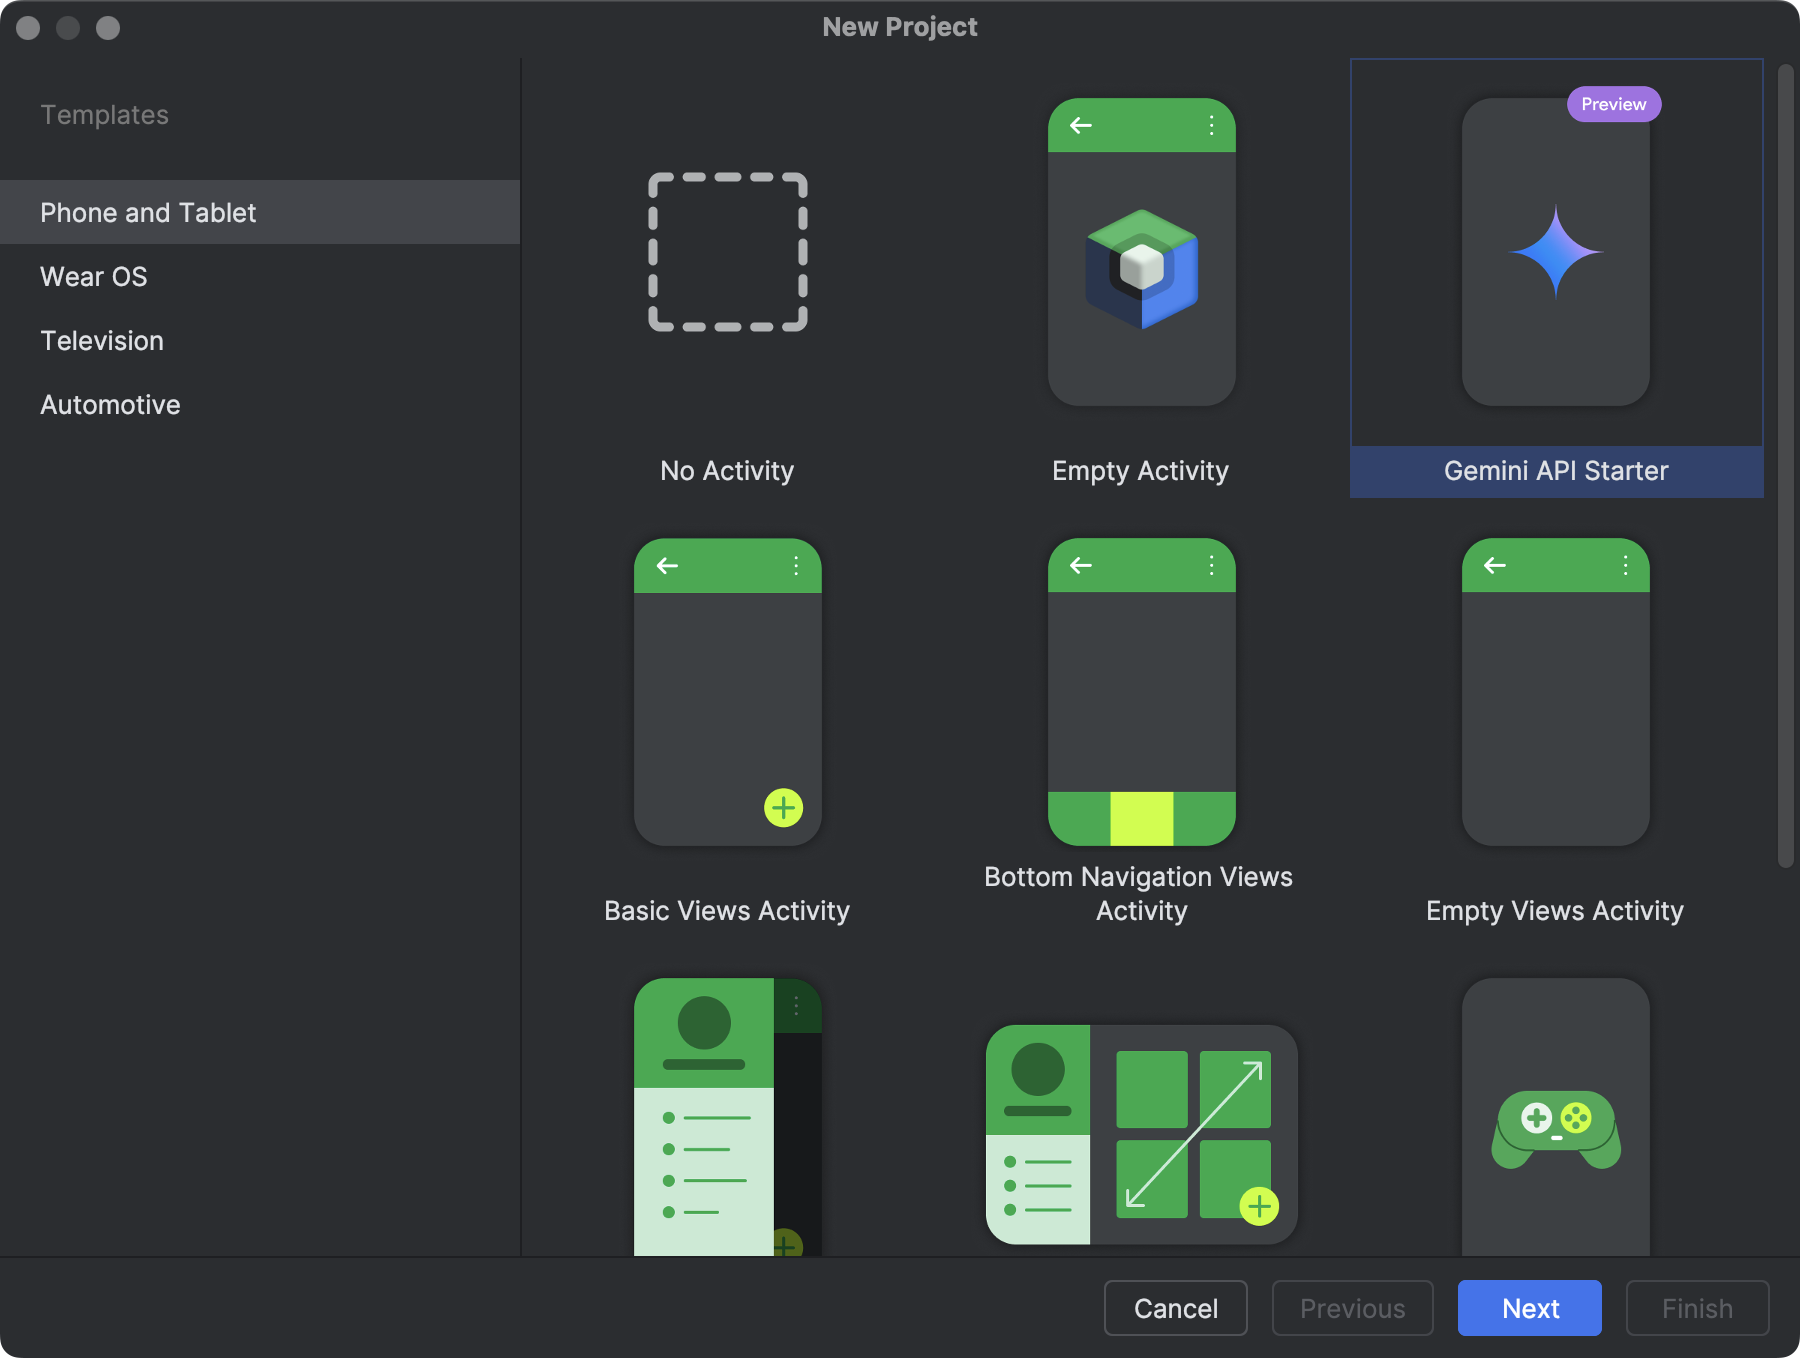 New Project
Templates
Phone and Tablet
Wear OS
Television
Automotive
Preview
No Activity
Empty Activity
Gemini API Starter
Basic Views Activity
Bottom Navigation Views
Activity
Empty Views Activity
Cancel
Previous
Next
Finish